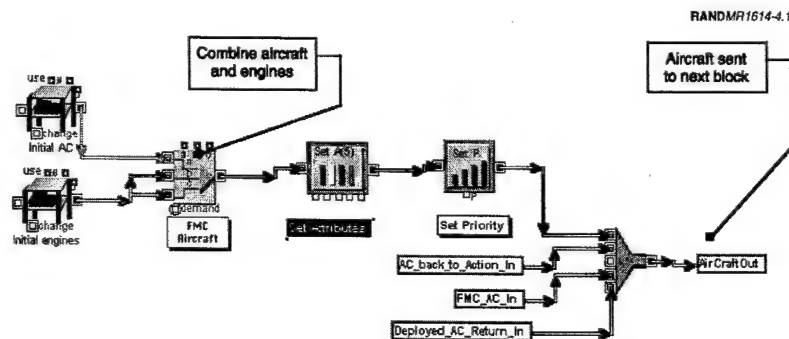 RANDMR1614-4.1
Combine aircraft
and engines
Aircraft sent
to next block
use
change
Initial AC
use
change
Initial engines
demand
FMC
Aircraft
Set A(5)
Set Attributes
Set P
P
Set Priority
AC_back_to_Action_In
FMC_AC_In
Deployed_AC_Return_In
AirCraftOut